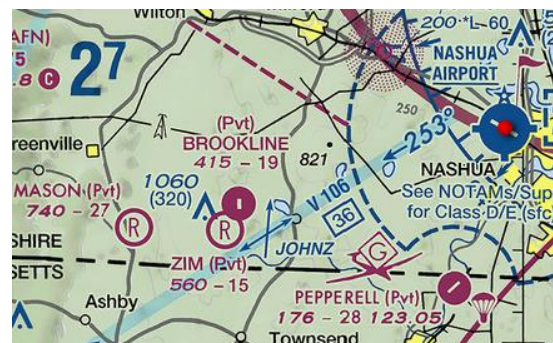 Wilton
200 *L-60
AFN)
NASHUA
AIRPORT
27
250
253°
(Pvt)
BROOKLINE
415 - 19
821
reenville
MASON (Pvt)
740 - 27
1060
(320)
NASHUA
See NOTAMs/Sup
for Class D/E (sfc
V 106
36
R
R
JOHNZ
SHIRE
SETTS
G
ZIM (Pvt)
560 - 15
PEPPERELL (Pvt)
176 - 28 123.05
Ashby
Townsend